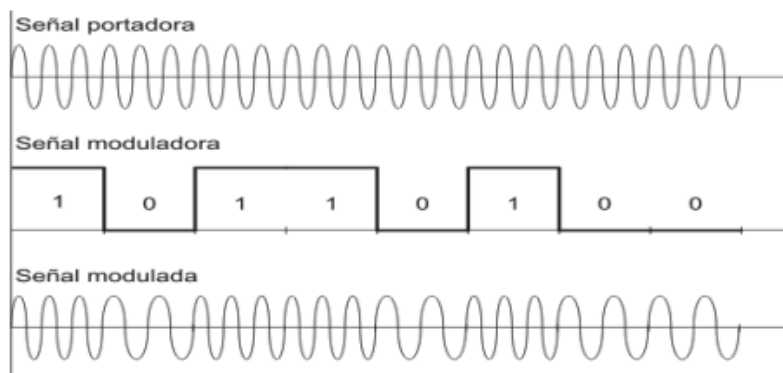 Señal portadora
Señal moduladora
1 0 1 1 0 1 0 0
Señal modulada